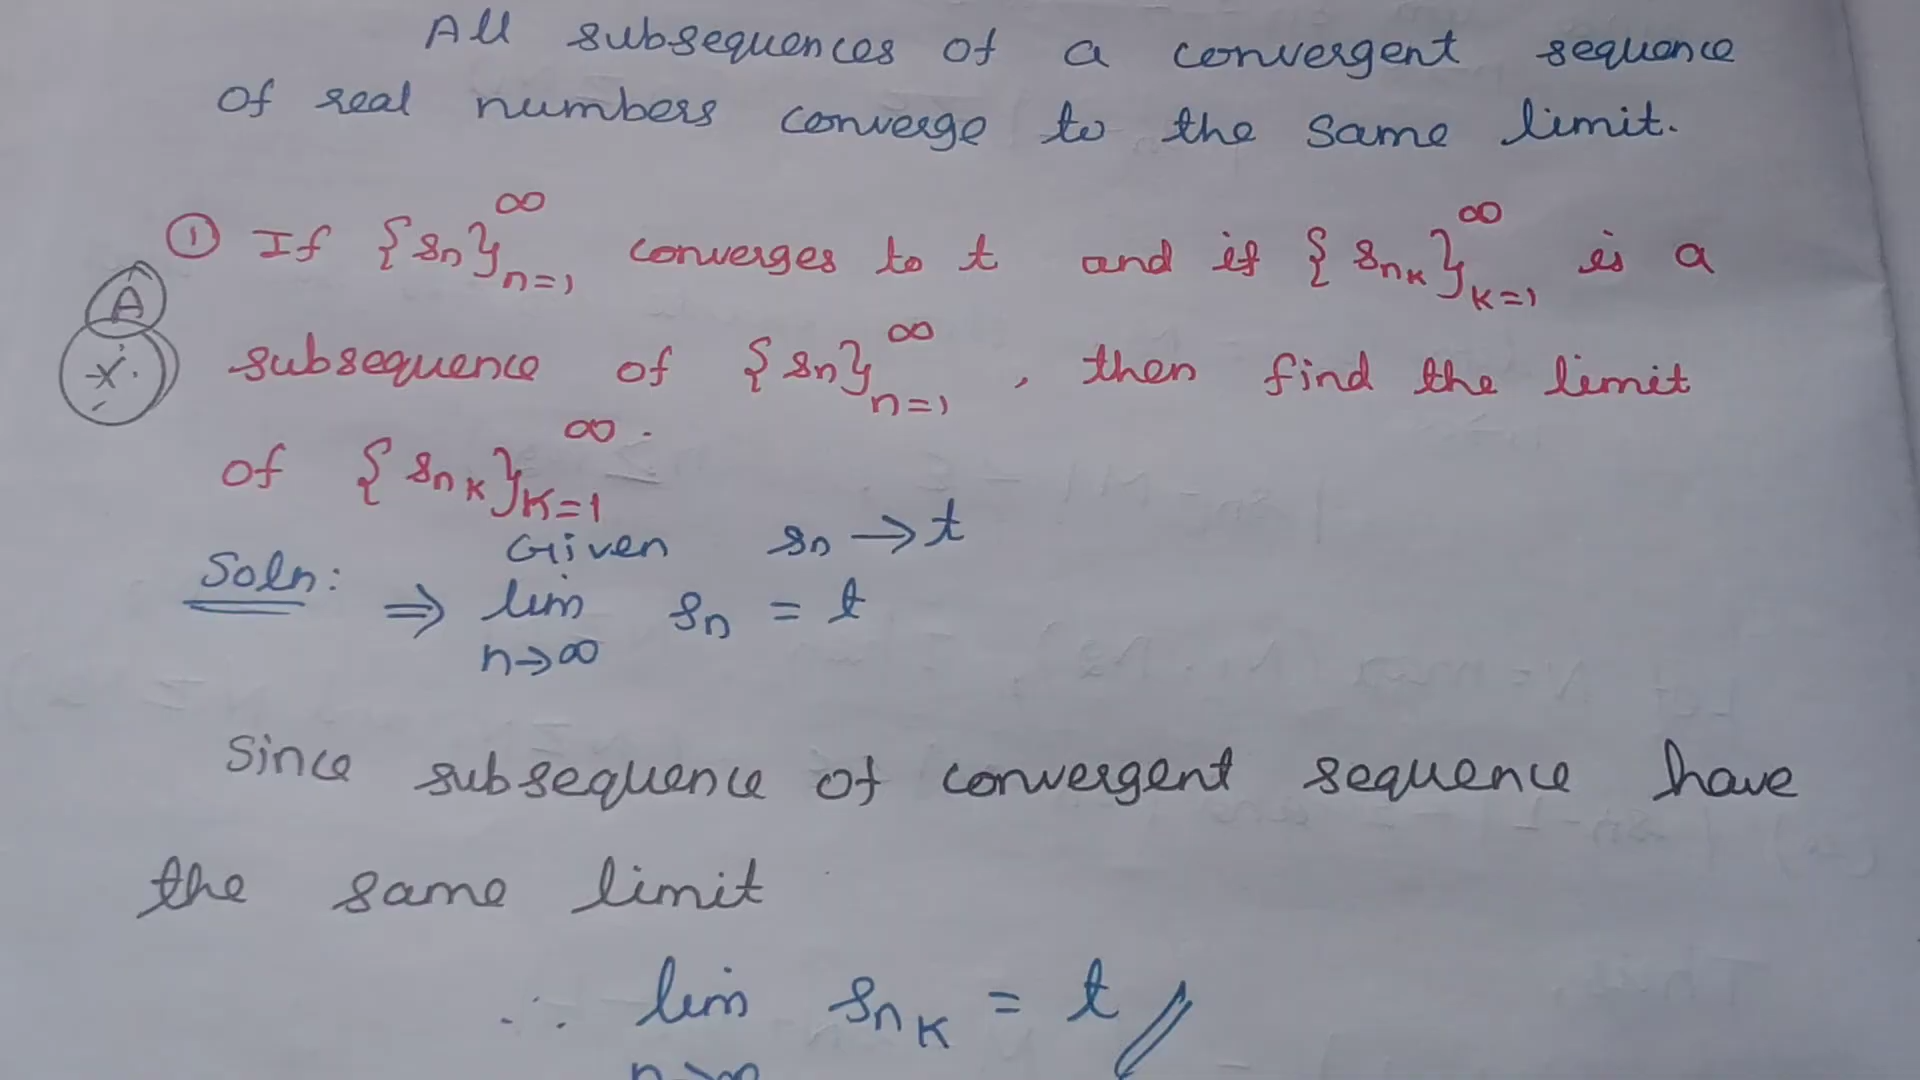 All subsequences of a convergent sequence
of real numbers converge to the same limit.
① If {sn}∞n=1 converges to t and if {snk}∞k=1 is a
A
subsequence of {sn}∞n=1, then find the limit
of {snk}∞K=1.
Given sn → t
Soln:
⇒ lim n→∞ sn = t
Since subsequence of convergent sequence have
the same limit
∴ lim snk = t //
n→∞